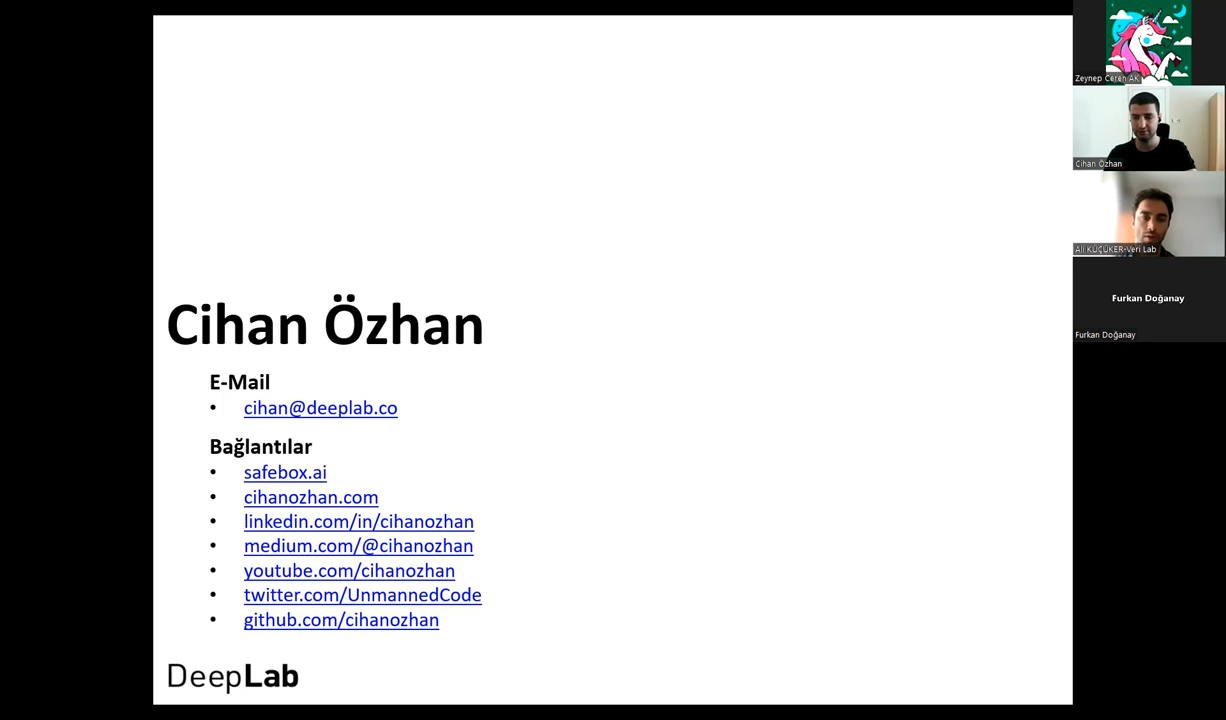 Cihan Özhan
E-Mail
• cihan@deeplab.co
Bağlantılar
• safebox.ai
• cihanozhan.com
• linkedin.com/in/cihanozhan
• medium.com/@cihanozhan
• youtube.com/cihanozhan
• twitter.com/UnmannedCode
• github.com/cihanozhan
DeepLab
Zeynep Ceren AK
Cihan Özhan
Ali KÜÇÜKER-Veri Lab
Furkan Doğanay
Furkan Doğanay